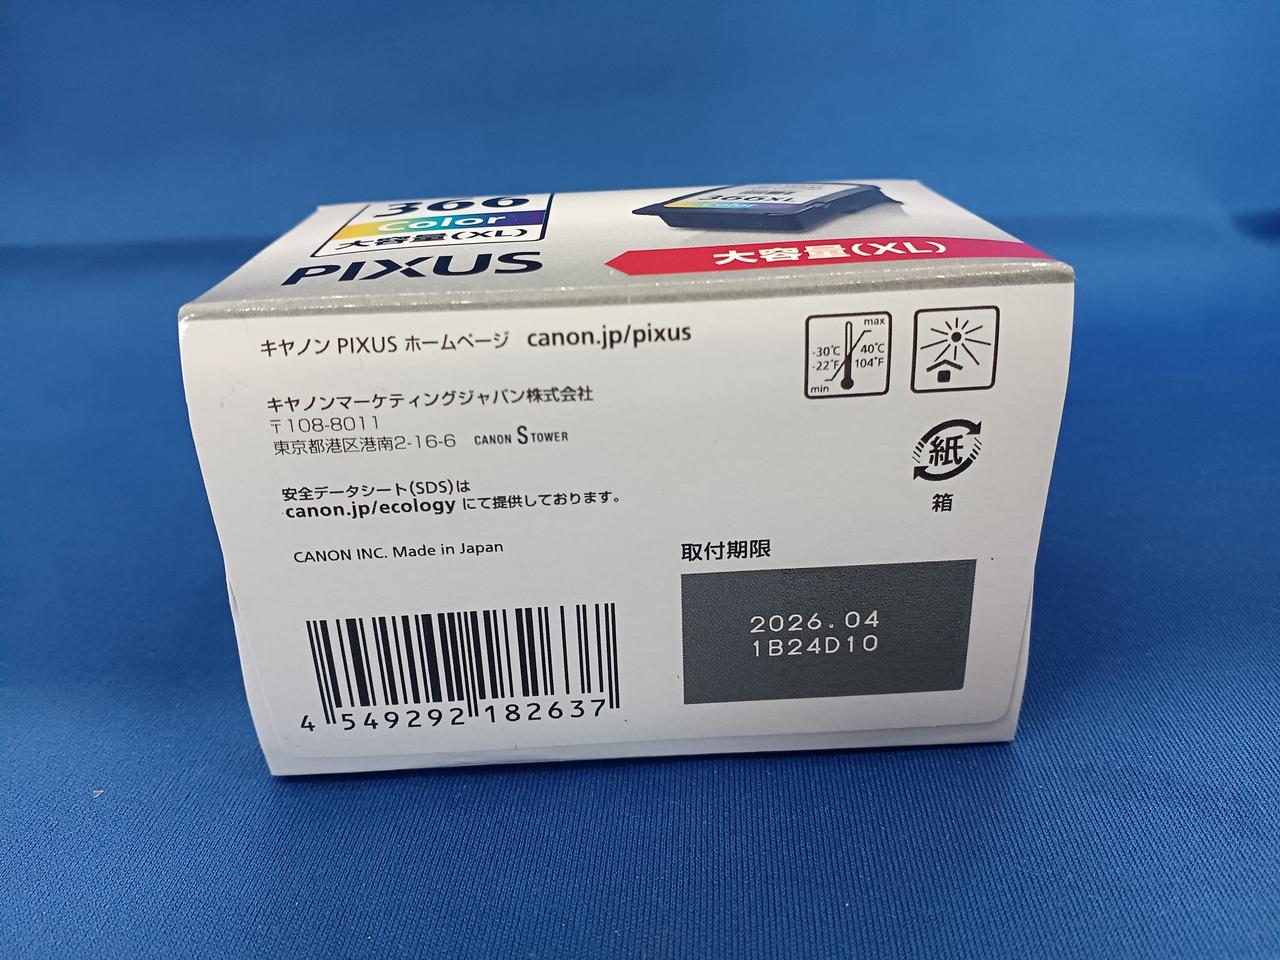 366
Color
大容量(XL)
PIXUS
366XL
Color
大容量(XL)
キヤノン PIXUS ホームページ canon.jp/pixus
キヤノンマーケティングジャパン株式会社
〒108-8011
東京都港区港南2-16-6 CANON S TOWER
安全データシート(SDS)は
canon.jp/ecology にて提供しております。
CANON INC. Made in Japan
max
-30℃ 40℃
-22°F 104°F
min
紙
箱
取付期限
2026.04
1B24D10
4 549292 182637